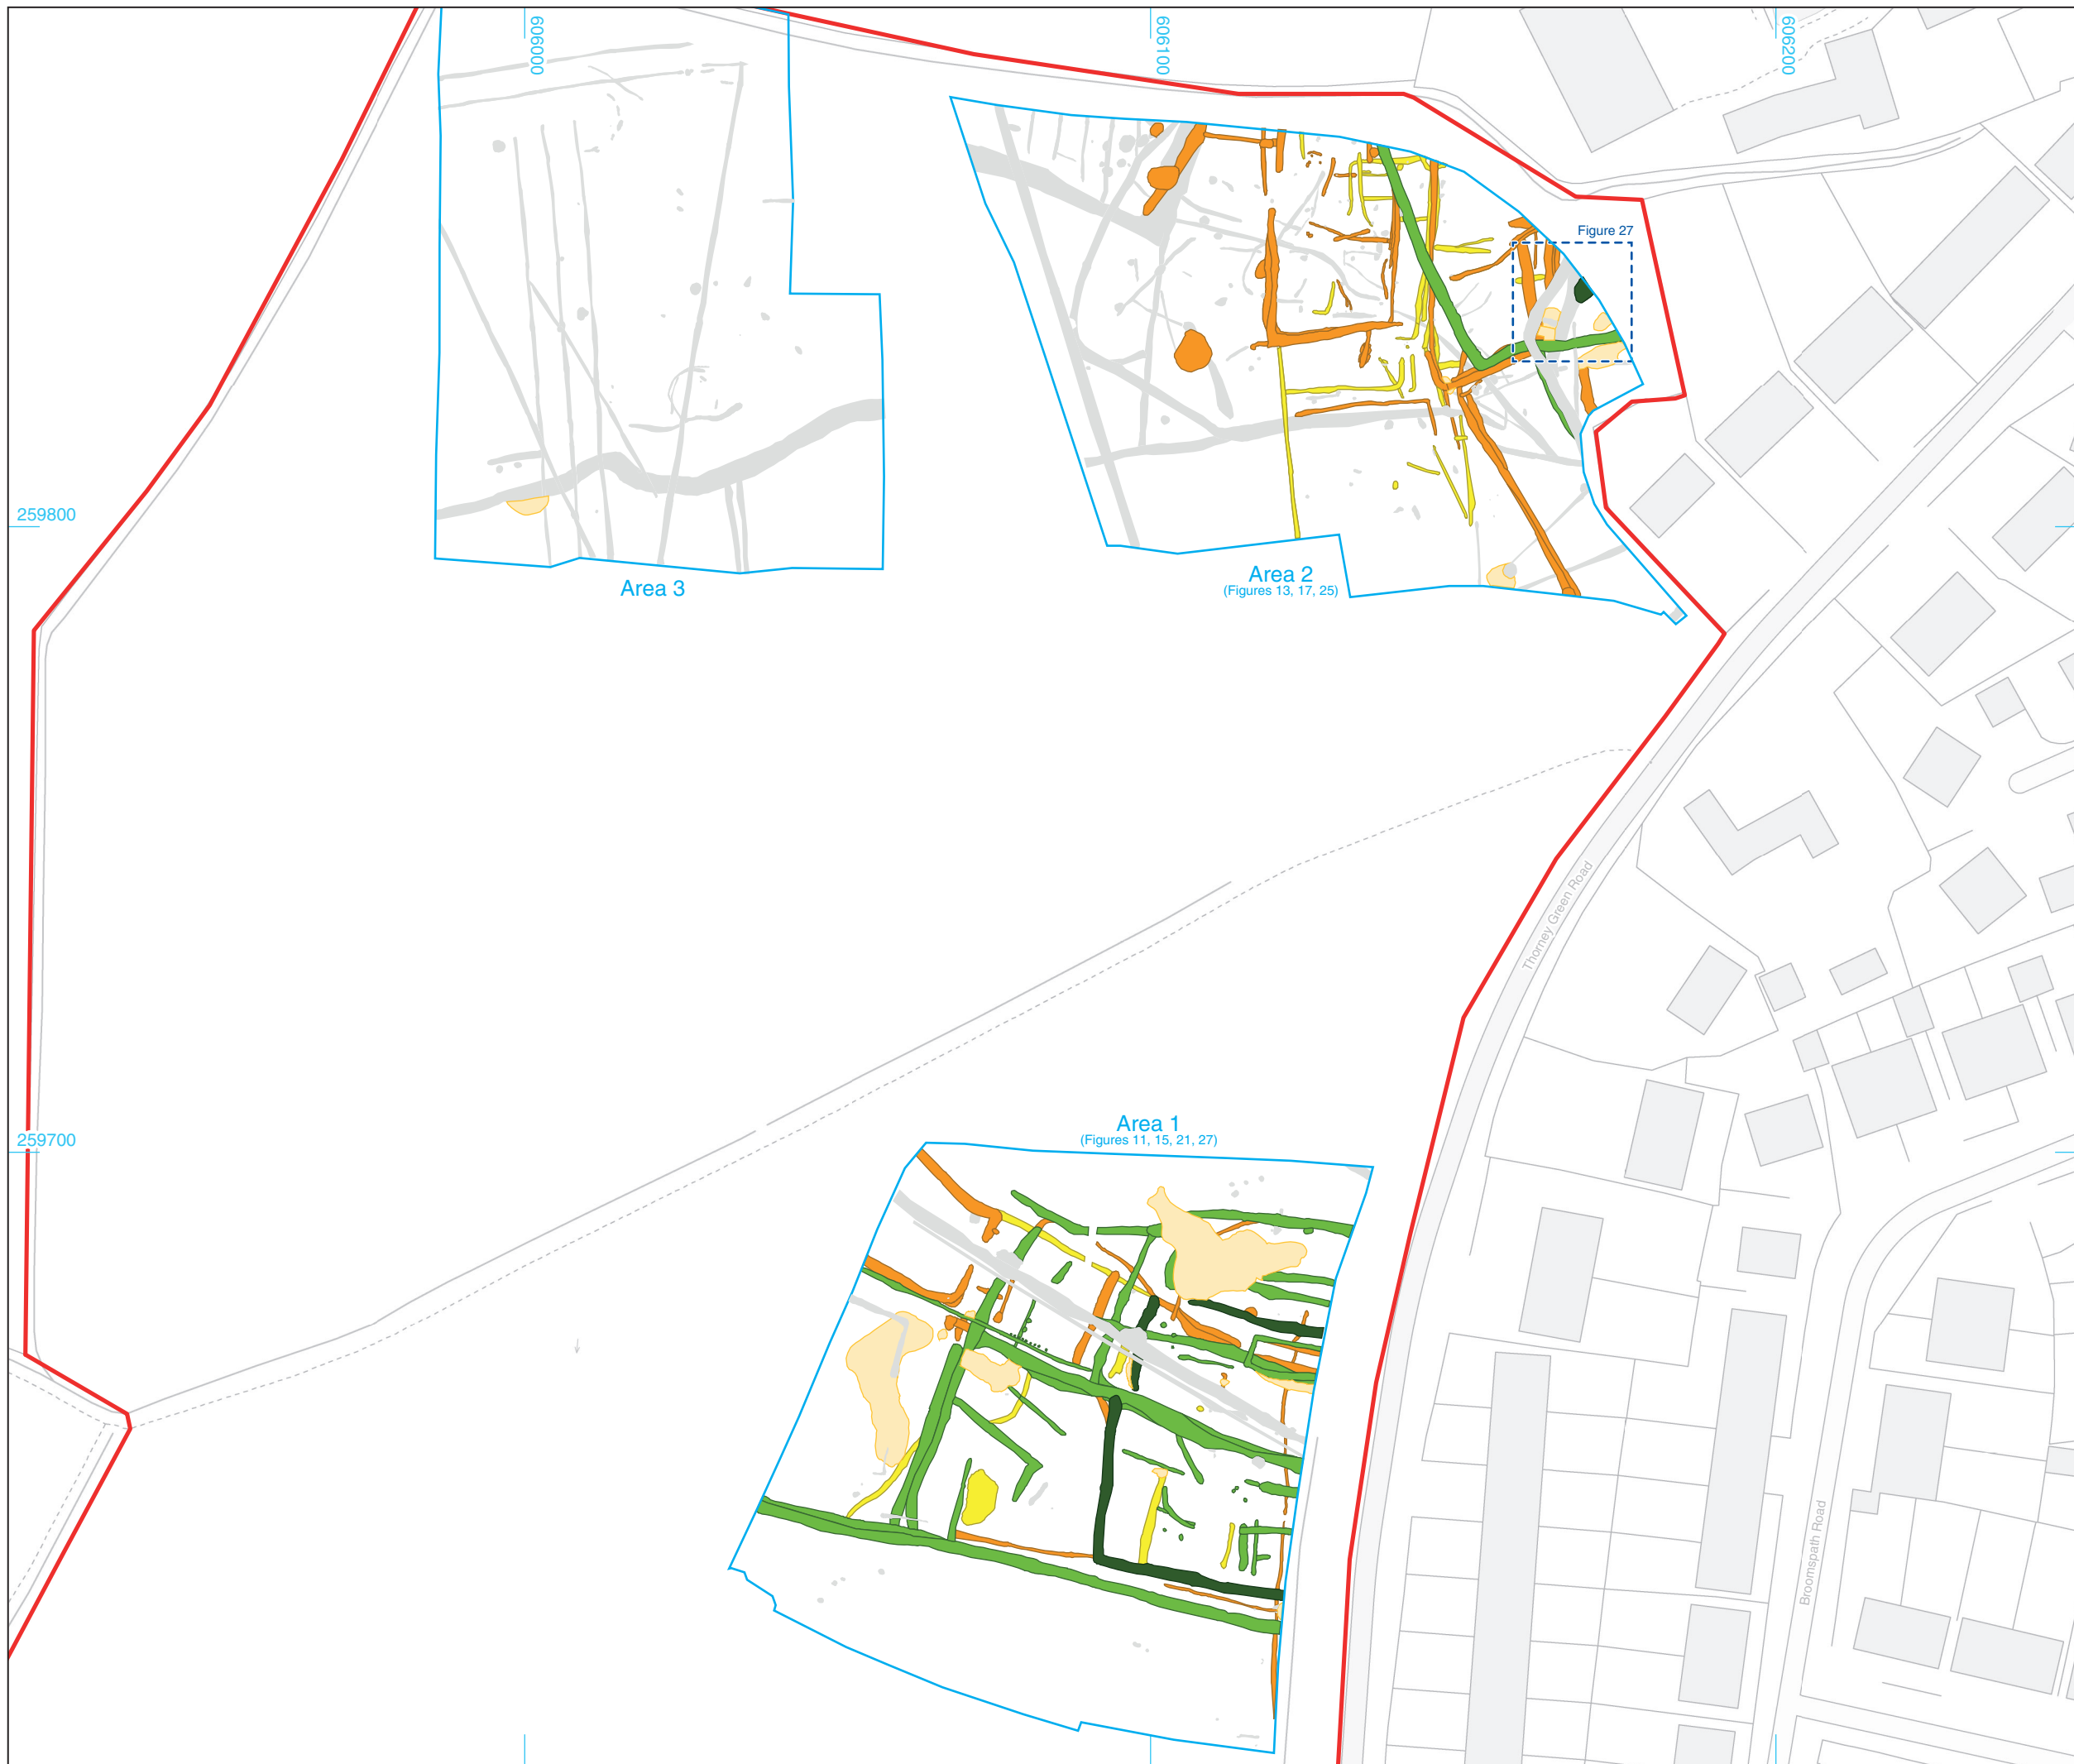 606000
606100
606200
Figure 27
259800
Area 3
Area 2
(Figures 13, 17, 25)
Thorney Green Road
259700
Area 1
(Figures 11, 15, 21, 27)
Broomspath Road